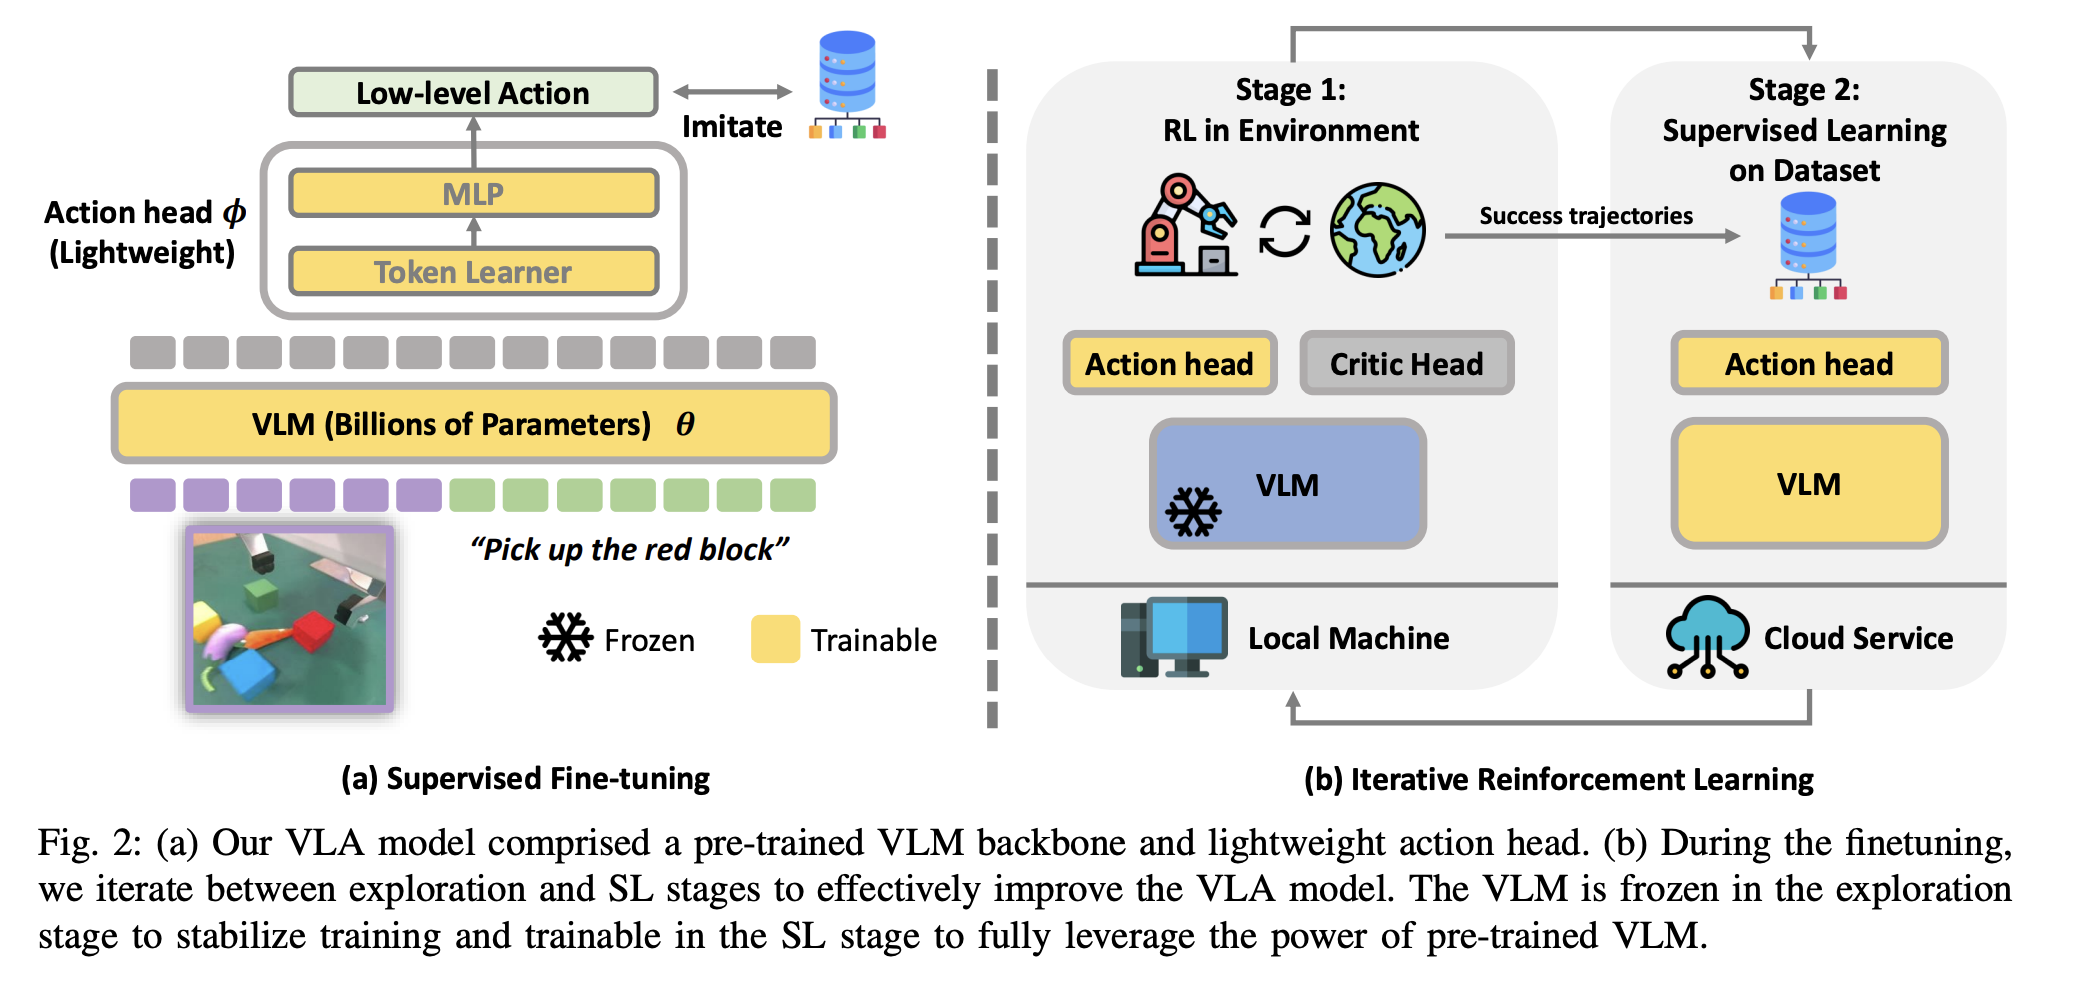 Low-level Action
Imitate
MLP
Action head ϕ
(Lightweight)
Token Learner
VLM (Billions of Parameters) θ
“Pick up the red block”
Frozen
Trainable
(a) Supervised Fine-tuning
Stage 1:
RL in Environment
Success trajectories
Action head
Critic Head
VLM
Local Machine
Stage 2:
Supervised Learning
on Dataset
Action head
VLM
Cloud Service
(b) Iterative Reinforcement Learning
Fig. 2: (a) Our VLA model comprised a pre-trained VLM backbone and lightweight action head. (b) During the finetuning,
we iterate between exploration and SL stages to effectively improve the VLA model. The VLM is frozen in the exploration
stage to stabilize training and trainable in the SL stage to fully leverage the power of pre-trained VLM.